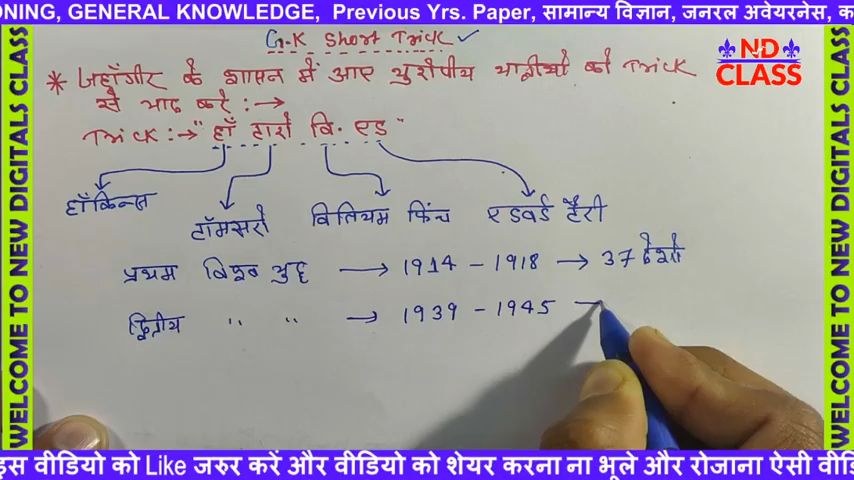 ONING, GENERAL KNOWLEDGE, Previous Yrs. Paper, सामान्य विज्ञान, जनरल अवेयरनेस, क
G.K Short Trick ✓
ND
CLASS
* जहाँगीर के शासन में आए युरोपीय यात्रीयो को Trick
से याद करे :→
Trick :→ "हाँ टारो वि. एड"
हॉकिन्स
टॉमसरो विलियम फिंच एडवर्ड टैरी
प्रथम विश्व युद्ध → 1914 - 1918 → 37 देशो
द्वितीय " " → 1939 - 1945 →
WELCOME TO NEW DIGITALS CLAS
WELCOME TO NEW DIGITALS CLAS
इस वीडियो को Like जरुर करें और वीडियो को शेयर करना ना भूले और रोजाना ऐसी वीडि